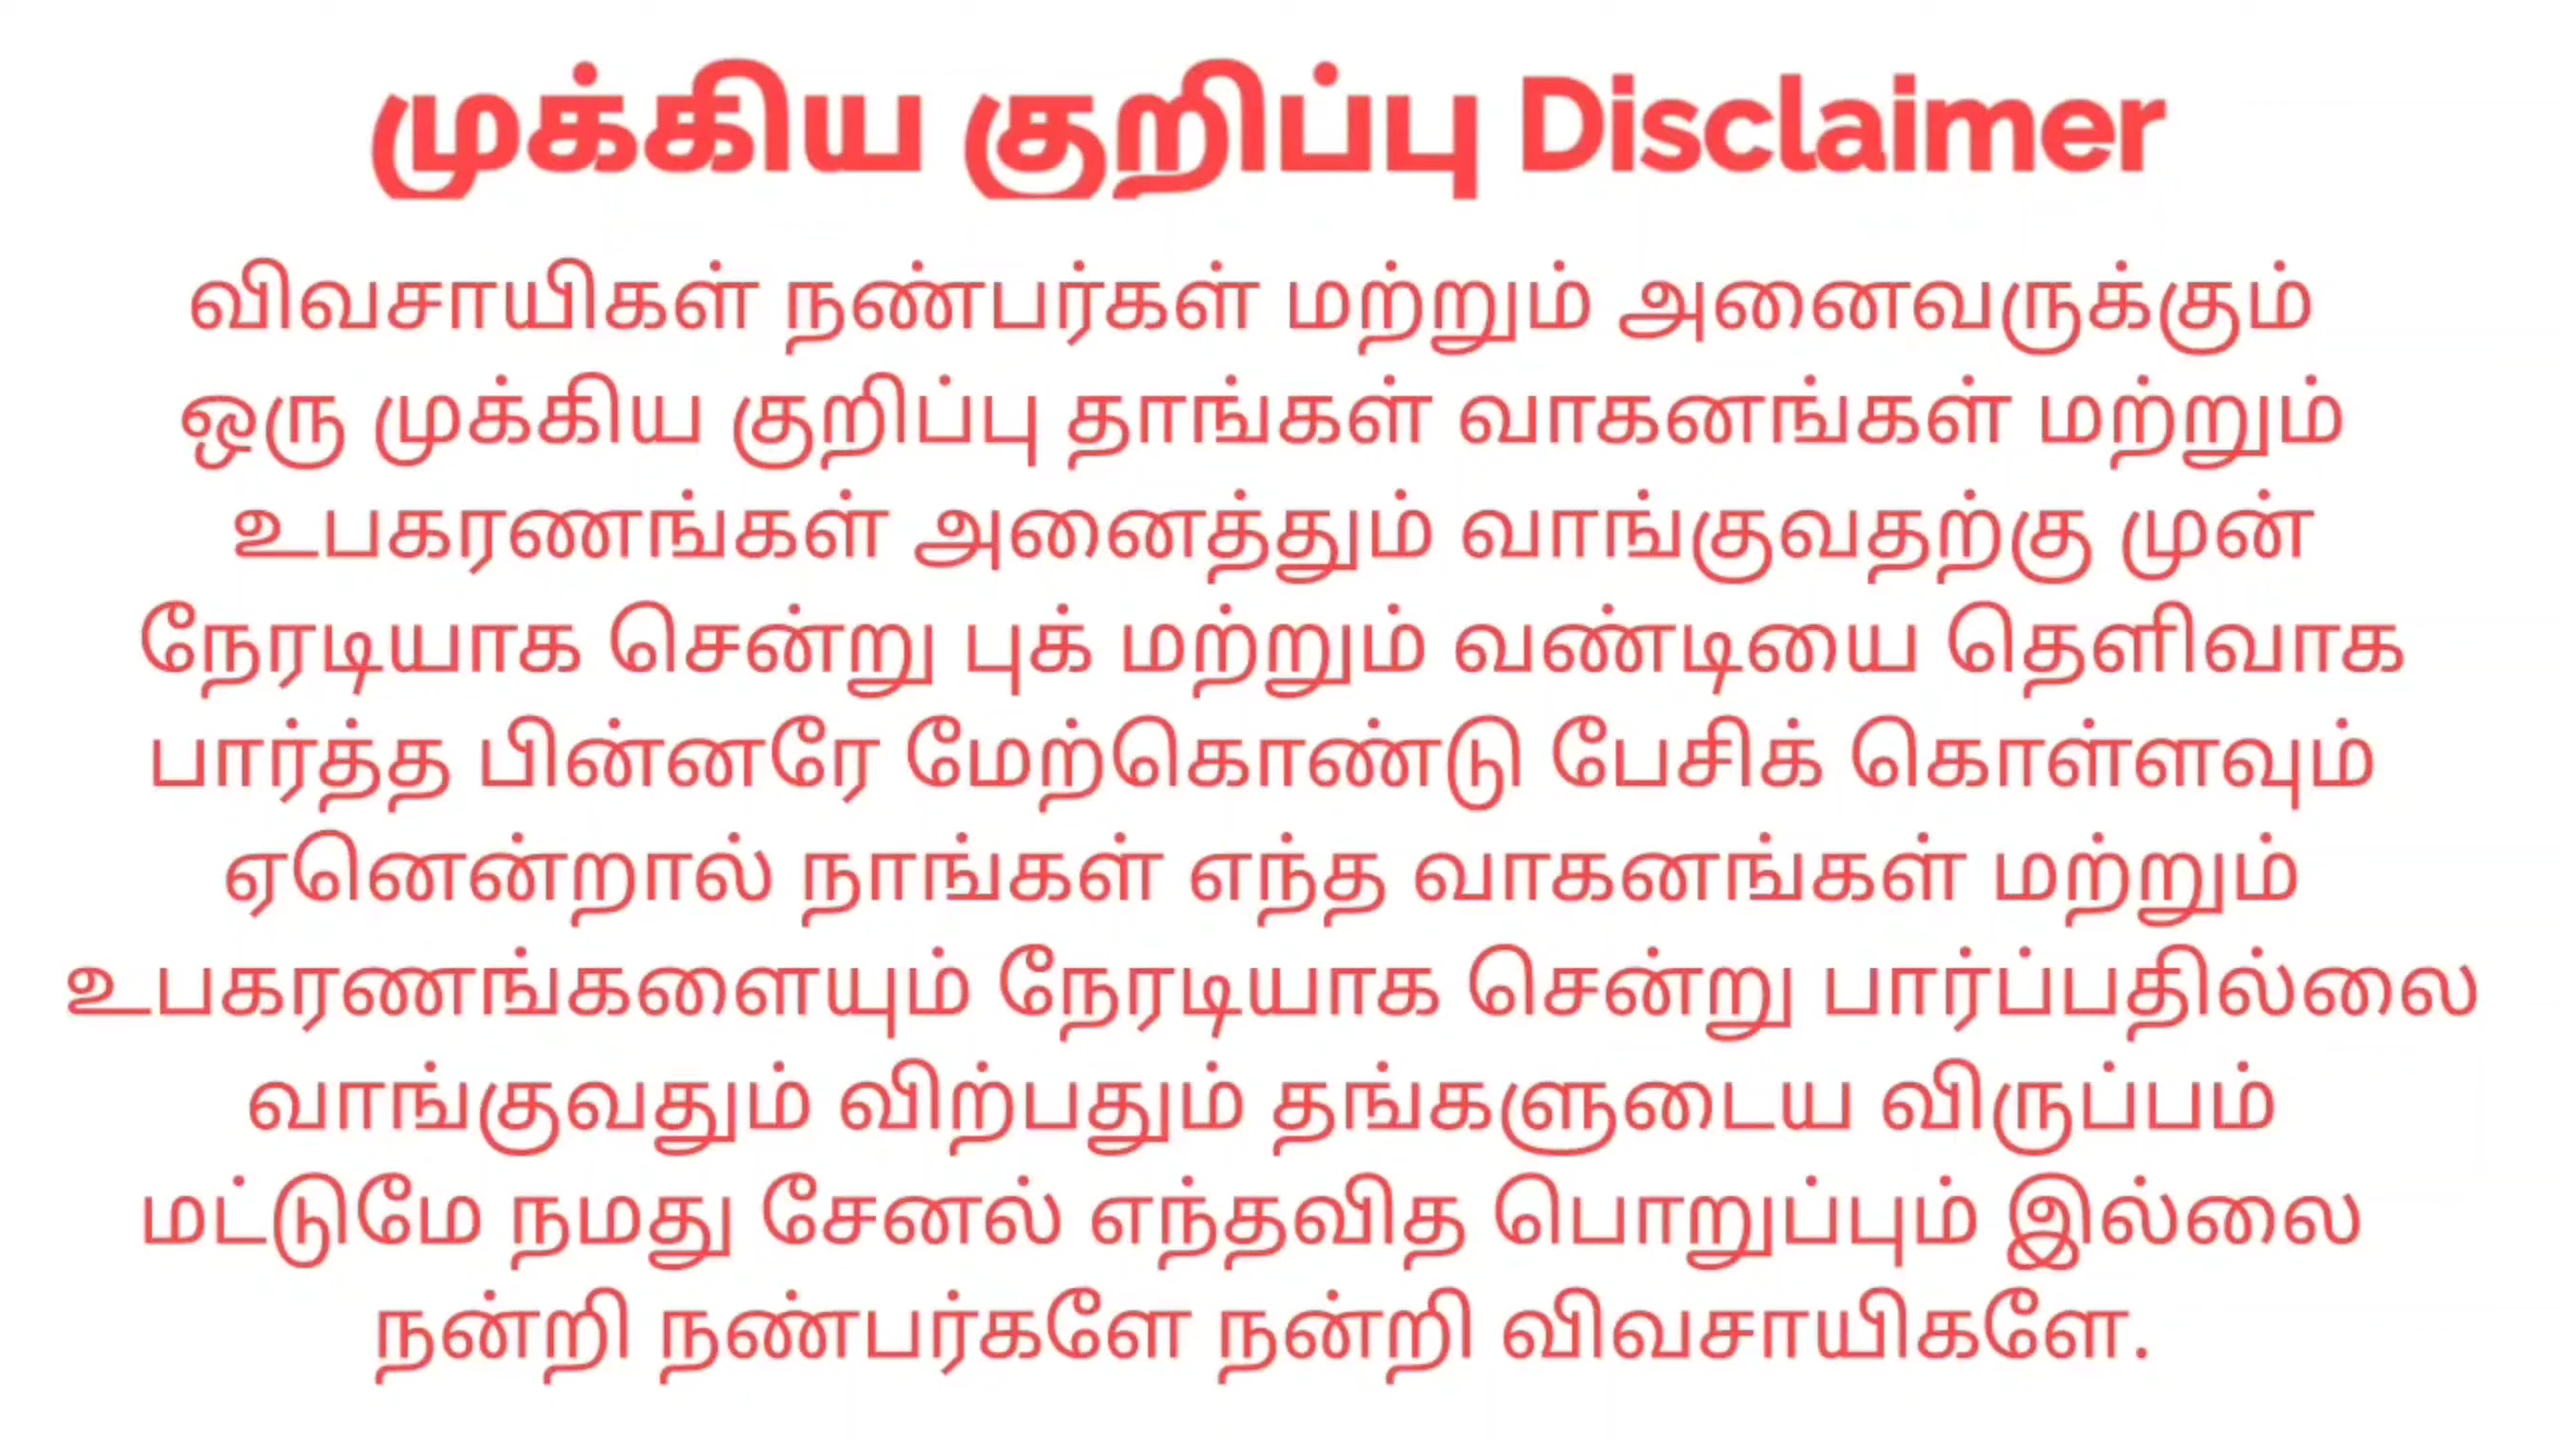 முக்கிய குறிப்பு Disclaimer
விவசாயிகள் நண்பர்கள் மற்றும் அனைவருக்கும்
ஒரு முக்கிய குறிப்பு தாங்கள் வாகனங்கள் மற்றும்
உபகரணங்கள் அனைத்தும் வாங்குவதற்கு முன்
நேரடியாக சென்று புக் மற்றும் வண்டியை தெளிவாக
பார்த்த பின்னரே மேற்கொண்டு பேசிக் கொள்ளவும்
ஏனென்றால் நாங்கள் எந்த வாகனங்கள் மற்றும்
உபகரணங்களையும் நேரடியாக சென்று பார்ப்பதில்லை
வாங்குவதும் விற்பதும் தங்களுடைய விருப்பம்
மட்டுமே நமது சேனல் எந்தவித பொறுப்பும் இல்லை
நன்றி நண்பர்களே நன்றி விவசாயிகளே.